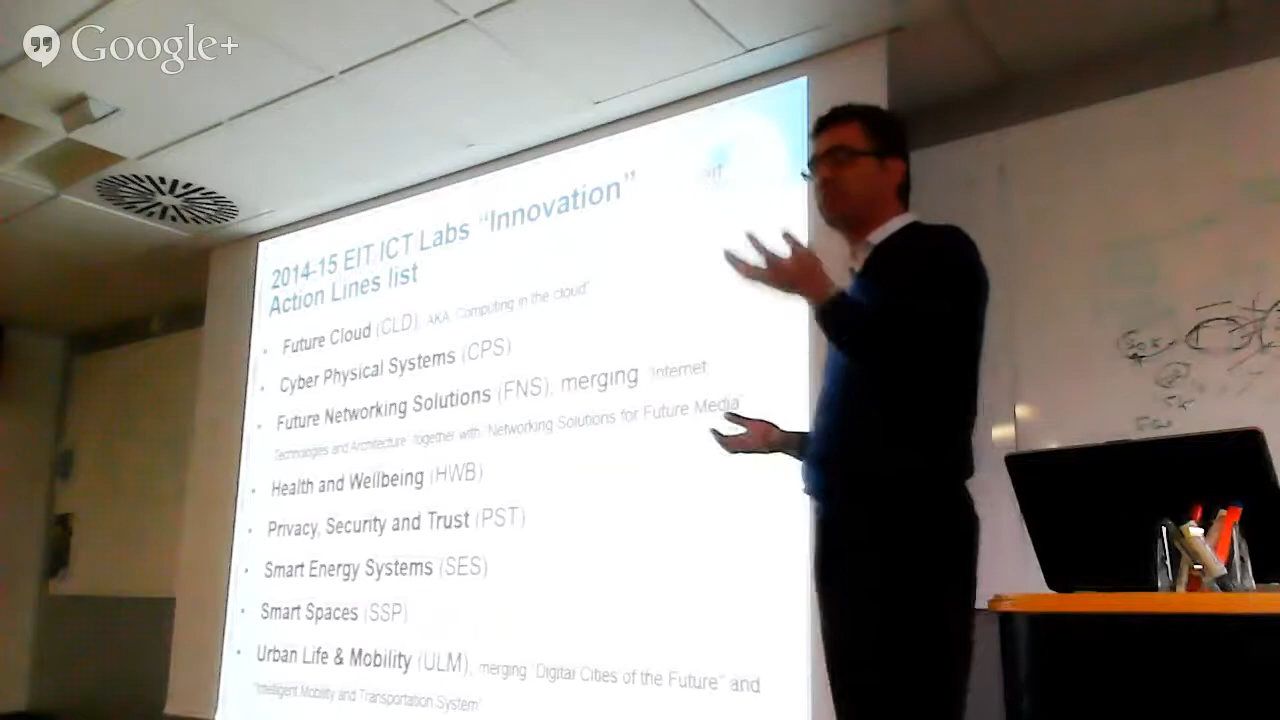 Google+
2014-15 EIT ICT Labs “Innovation”
Action Lines list
• Future Cloud (CLD), AKA 'Computing in the cloud'
• Cyber Physical Systems (CPS)
• Future Networking Solutions (FNS), merging 'Internet
Technologies and Architecture' together with 'Networking Solutions for Future Media'
• Health and Wellbeing (HWB)
• Privacy, Security and Trust (PST)
• Smart Energy Systems (SES)
• Smart Spaces (SSP)
• Urban Life & Mobility (ULM), merging 'Digital Cities of the Future" and
"Intelligent Mobility and Transportation System"